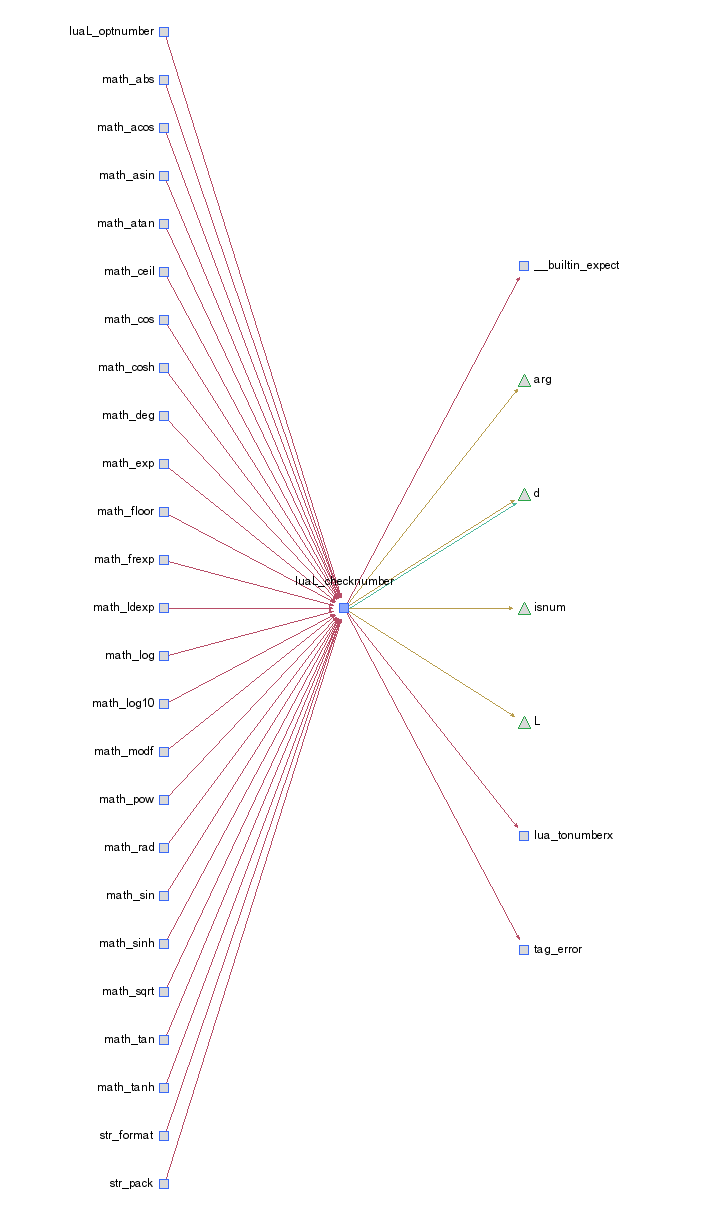 luaL_optnumber
math_abs
math_acos
math_asin
math_atan
math_ceil
math_cos
math_cosh
math_deg
math_exp
math_floor
math_frexp
math_ldexp
math_log
math_log10
math_modf
math_pow
math_rad
math_sin
math_sinh
math_sqrt
math_tan
math_tanh
str_format
str_pack
luaL_checknumber
__builtin_expect
arg
d
isnum
L
lua_tonumberx
tag_error